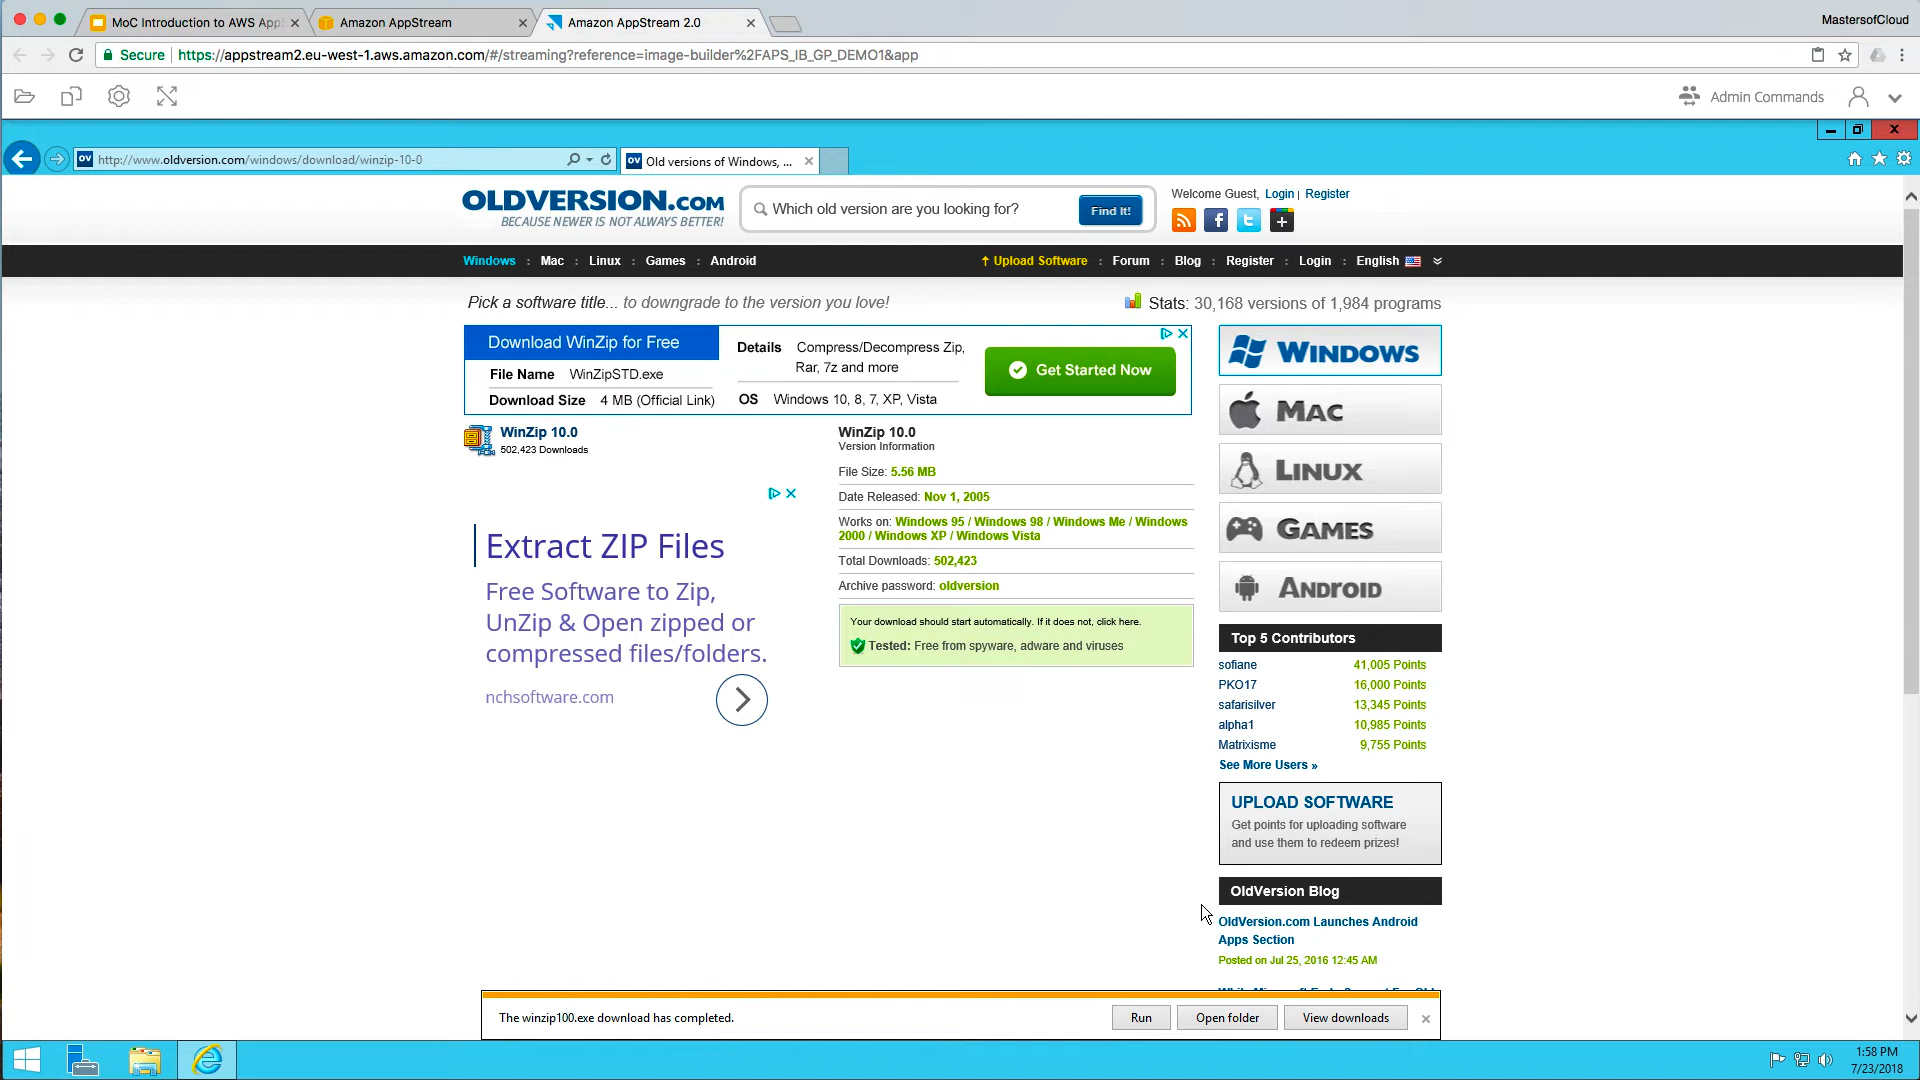 MoC Introduction to AWS App
Amazon AppStream
Amazon AppStream 2.0
MastersofCloud
Secure
https://appstream2.eu-west-1.aws.amazon.com/#/streaming?reference=image-builder%2FAPS_IB_GP_DEMO1&app
Admin Commands
http://www.oldversion.com/windows/download/winzip-10-0
Old versions of Windows, ...
OLDVERSION.COM
BECAUSE NEWER IS NOT ALWAYS BETTER!
Which old version are you looking for?
Find It!
Welcome Guest, Login | Register
Windows : Mac : Linux : Games : Android
Upload Software : Forum : Blog : Register : Login : English
Pick a software title... to downgrade to the version you love!
Stats: 30,168 versions of 1,984 programs
Download WinZip for Free
File Name WinZipSTD.exe
Download Size 4 MB (Official Link)
Details Compress/Decompress Zip,
Rar, 7z and more
OS Windows 10, 8, 7, XP, Vista
Get Started Now
WinZip 10.0
502,423 Downloads
Extract ZIP Files
Free Software to Zip,
UnZip & Open zipped or
compressed files/folders.
nchsoftware.com
WinZip 10.0
Version Information
File Size: 5.56 MB
Date Released: Nov 1, 2005
Works on: Windows 95 / Windows 98 / Windows Me / Windows
2000 / Windows XP / Windows Vista
Total Downloads: 502,423
Archive password: oldversion
Your download should start automatically. If it does not, click here.
Tested: Free from spyware, adware and viruses
WINDOWS
MAC
LINUX
GAMES
ANDROID
Top 5 Contributors
sofiane 41,005 Points
PKO17 16,000 Points
safarisilver 13,345 Points
alpha1 10,985 Points
Matrixisme 9,755 Points
See More Users »
UPLOAD SOFTWARE
Get points for uploading software
and use them to redeem prizes!
OldVersion Blog
OldVersion.com Launches Android
Apps Section
Posted on Jul 25, 2016 12:45 AM
The winzip100.exe download has completed.
Run
Open folder
View downloads
1:58 PM
7/23/2018